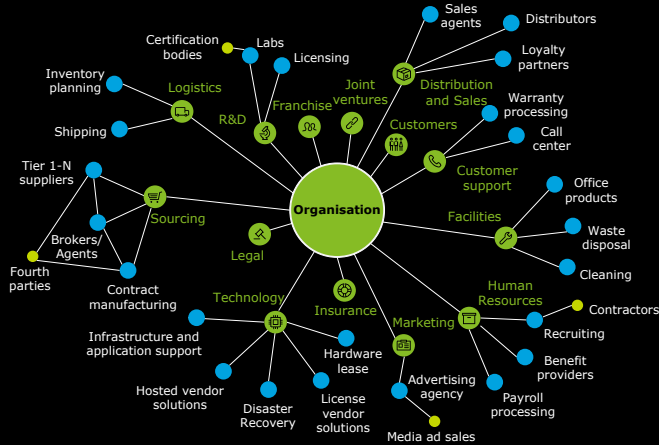 Sales
agents
Distributors
Loyalty
partners
Distribution
and Sales
Certification
bodies
Labs
Licensing
R&D
Franchise
Joint
ventures
Customers
Inventory
planning
Logistics
Shipping
Warranty
processing
Call
center
Customer
support
Tier 1-N
suppliers
Sourcing
Brokers/
Agents
Fourth
parties
Contract
manufacturing
Organisation
Legal
Office
products
Facilities
Waste
disposal
Cleaning
Technology
Insurance
Marketing
Human
Resources
Contractors
Recruiting
Benefit
providers
Payroll
processing
Infrastructure and
application support
Hosted vendor
solutions
Disaster
Recovery
License
vendor
solutions
Hardware
lease
Advertising
agency
Media ad sales